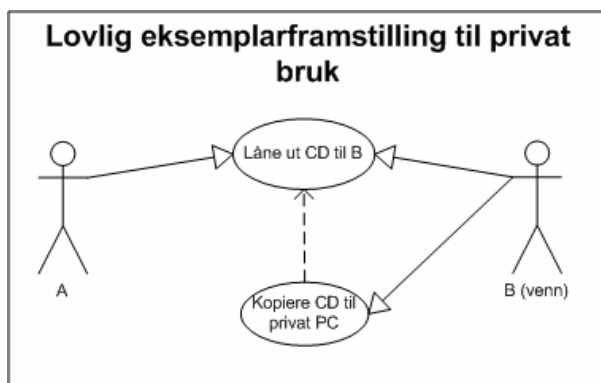 Lovlig eksemplarframstilling til privat
bruk
Låne ut CD til B
A
Kopiere CD til
privat PC
B (venn)